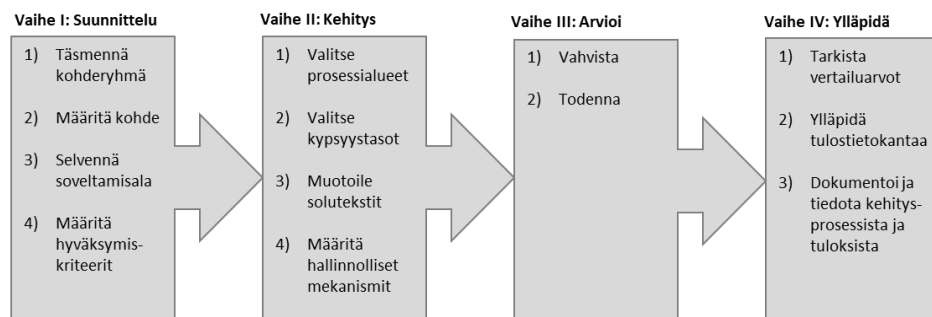 Vaihe I: Suunnittelu
1) Täsmennä
kohderyhmä
2) Määritä kohde
3) Selvennä
soveltamisala
4) Määritä
hyväksymis-
kriteerit
Vaihe II: Kehitys
1) Valitse
prosessialueet
2) Valitse
kypsyystasot
3) Muotoile
solutekstit
4) Määritä
hallinnolliset
mekanismit
Vaihe III: Arvioi
1) Vahvista
2) Todenna
Vaihe IV: Ylläpidä
1) Tarkista
vertailuarvot
2) Ylläpidä
tulostietokantaa
3) Dokumentoi ja
tiedota kehitys-
prosessista ja
tuloksista